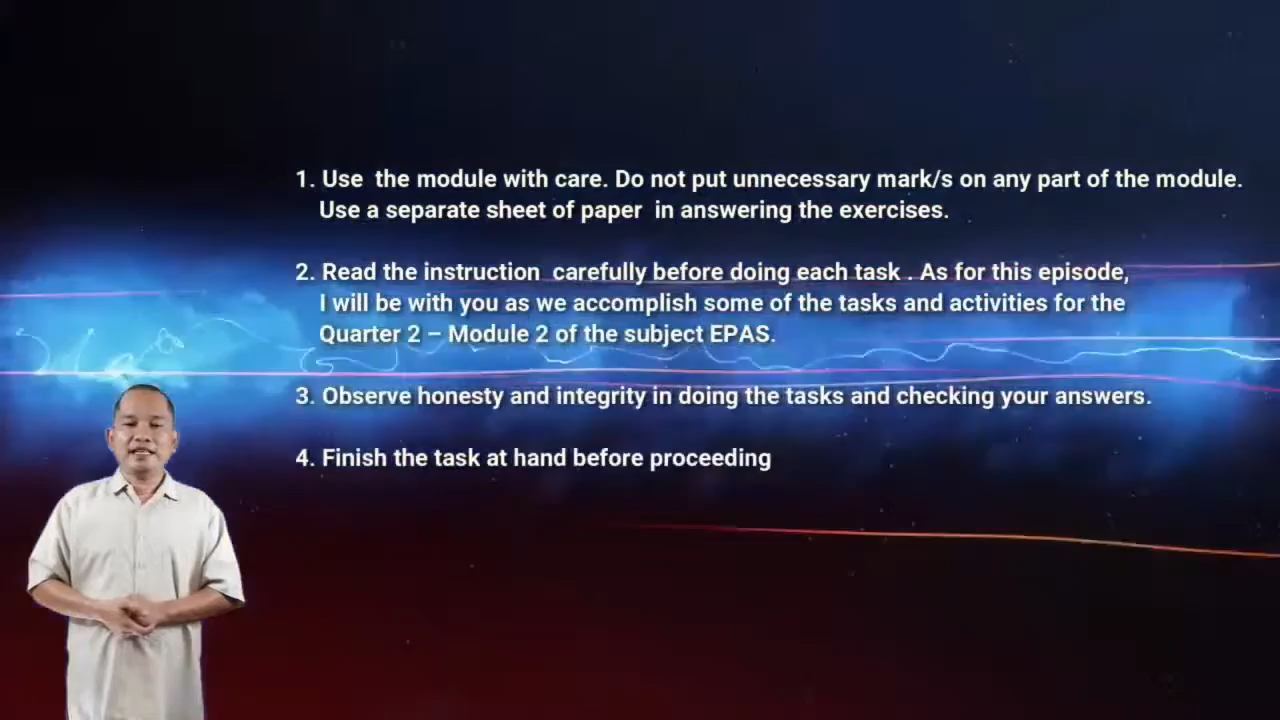 1. Use the module with care. Do not put unnecessary mark/s on any part of the module.
Use a separate sheet of paper in answering the exercises.
2. Read the instruction carefully before doing each task . As for this episode,
I will be with you as we accomplish some of the tasks and activities for the
Quarter 2 – Module 2 of the subject EPAS.
3. Observe honesty and integrity in doing the tasks and checking your answers.
4. Finish the task at hand before proceeding